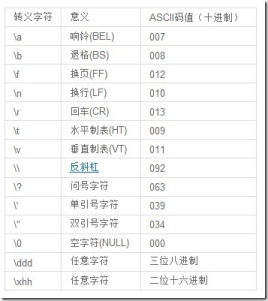 转义字符 意义 ASCII码值（十进制）
\a 响铃(BEL) 007
\b 退格(BS) 008
\f 换页(FF) 012
\n 换行(LF) 010
\r 回车(CR) 013
\t 水平制表(HT) 009
\v 垂直制表(VT) 011
\\ 反斜杠 092
\? 问号字符 063
\' 单引号字符 039
\" 双引号字符 034
\0 空字符(NULL) 000
\ddd 任意字符 三位八进制
\xhh 任意字符 二位十六进制